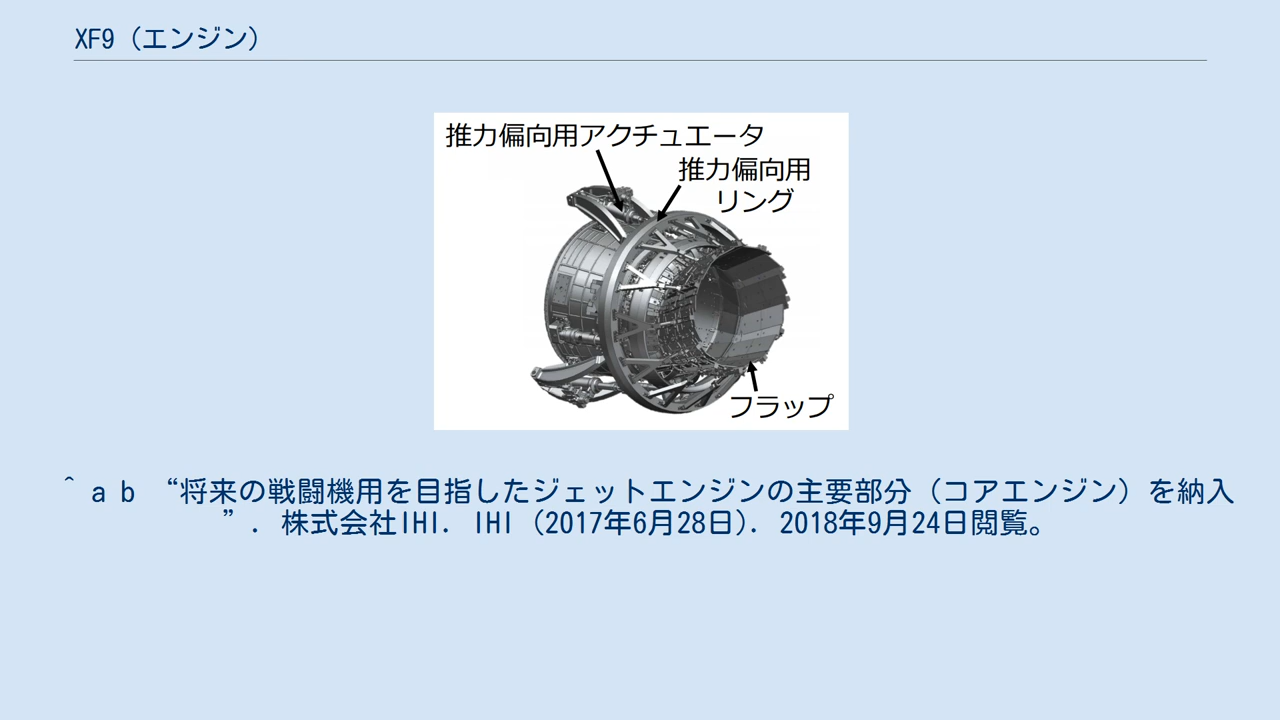 XF9（エンジン）
推力偏向用アクチュエータ
推力偏向用
リング
フラップ
^ a b “将来の戦闘機用を目指したジェットエンジンの主要部分（コアエンジン）を納入
”. 株式会社IHI. IHI (2017年6月28日). 2018年9月24日閲覧。